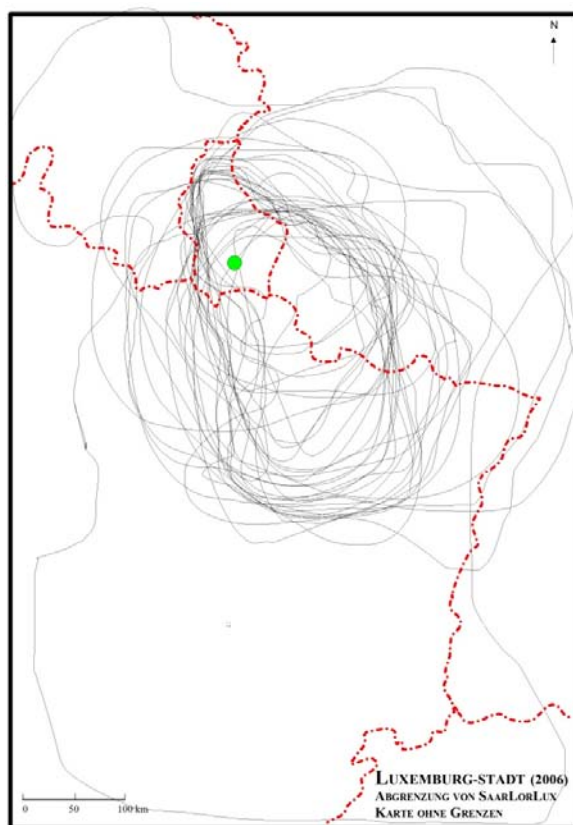 N
LUXEMBURG-STADT (2006)
ABGRENZUNG VON SAARLORLUX
KARTE OHNE GRENZEN
0 50 100 km